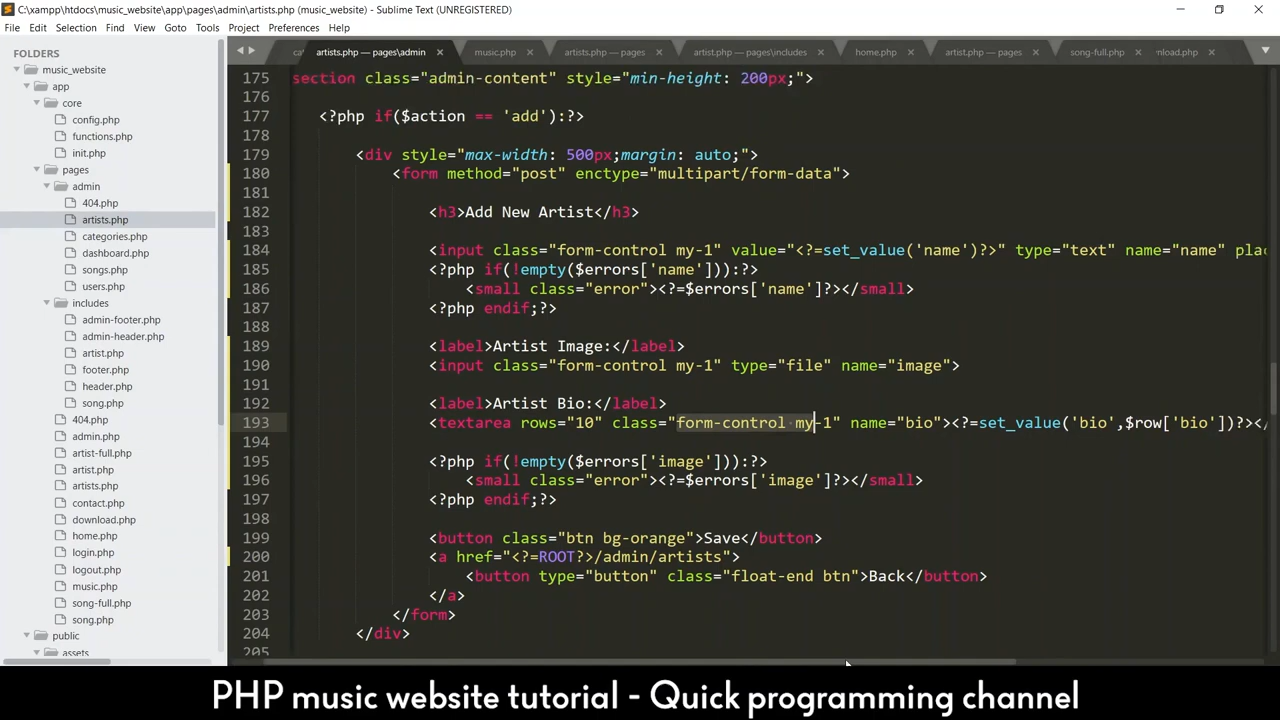 C:\xampp\htdocs\music_website\app\pages\admin\artists.php (music_website) - Sublime Text (UNREGISTERED)
File Edit Selection Find View Goto Tools Project Preferences Help
FOLDERS
music_website
app
core
config.php
functions.php
init.php
pages
admin
404.php
artists.php
categories.php
dashboard.php
songs.php
users.php
includes
admin-footer.php
admin-header.php
artist.php
footer.php
header.php
song.php
404.php
admin.php
artist-full.php
artist.php
artists.php
contact.php
download.php
home.php
login.php
logout.php
music.php
song-full.php
song.php
public
assets
artists.php — pages\admin music.php artists.php — pages artist.php — pages\includes home.php artist.php — pages song-full.php nload.php
175 section class="admin-content" style="min-height: 200px;">
176
177 <?php if($action == 'add'):?>
178
179 <div style="max-width: 500px;margin: auto;">
180 <form method="post" enctype="multipart/form-data">
181
182 <h3>Add New Artist</h3>
183
184 <input class="form-control my-1" value="<?=set_value('name')?>" type="text" name="name" plac
185 <?php if(!empty($errors['name'])):?>
186 <small class="error"><?=$errors['name']?></small>
187 <?php endif;?>
188
189 <label>Artist Image:</label>
190 <input class="form-control my-1" type="file" name="image">
191
192 <label>Artist Bio:</label>
193 <textarea rows="10" class="form-control my-1" name="bio"><?=set_value('bio',$row['bio'])?></
194
195 <?php if(!empty($errors['image'])):?>
196 <small class="error"><?=$errors['image']?></small>
197 <?php endif;?>
198
199 <button class="btn bg-orange">Save</button>
200 <a href="<?=ROOT?>/admin/artists">
201 <button type="button" class="float-end btn">Back</button>
202 </a>
203 </form>
204 </div>
205
PHP music website tutorial - Quick programming channel